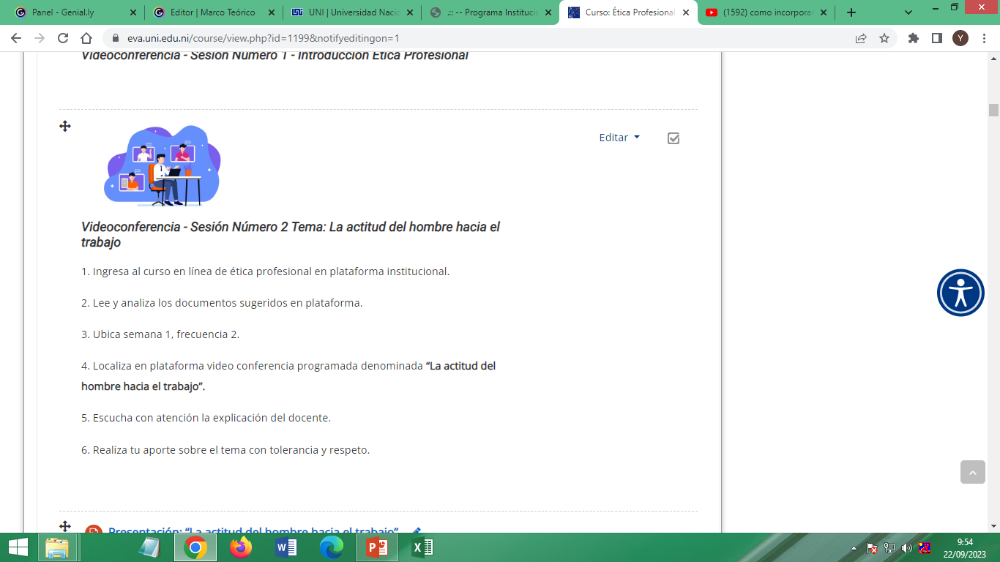 Panel - Genial.ly
Editor | Marco Teórico
UNI | Universidad Nacio
.:: -- Programa Institucio
Curso: Ética Profesional
(1592) como incorporar
eva.uni.edu.ni/course/view.php?id=1199&notifyeditingon=1
Y
Videoconferencia - Sesión Número 1 - Introducción Ética Profesional
Editar
Videoconferencia - Sesión Número 2 Tema: La actitud del hombre hacia el
trabajo
1. Ingresa al curso en línea de ética profesional en plataforma institucional.
2. Lee y analiza los documentos sugeridos en plataforma.
3. Ubica semana 1, frecuencia 2.
4. Localiza en plataforma video conferencia programada denominada “La actitud del
hombre hacia el trabajo”.
5. Escucha con atención la explicación del docente.
6. Realiza tu aporte sobre el tema con tolerancia y respeto.
Presentación: “La actitud del hombre hacia el trabajo”
9:54
22/09/2023